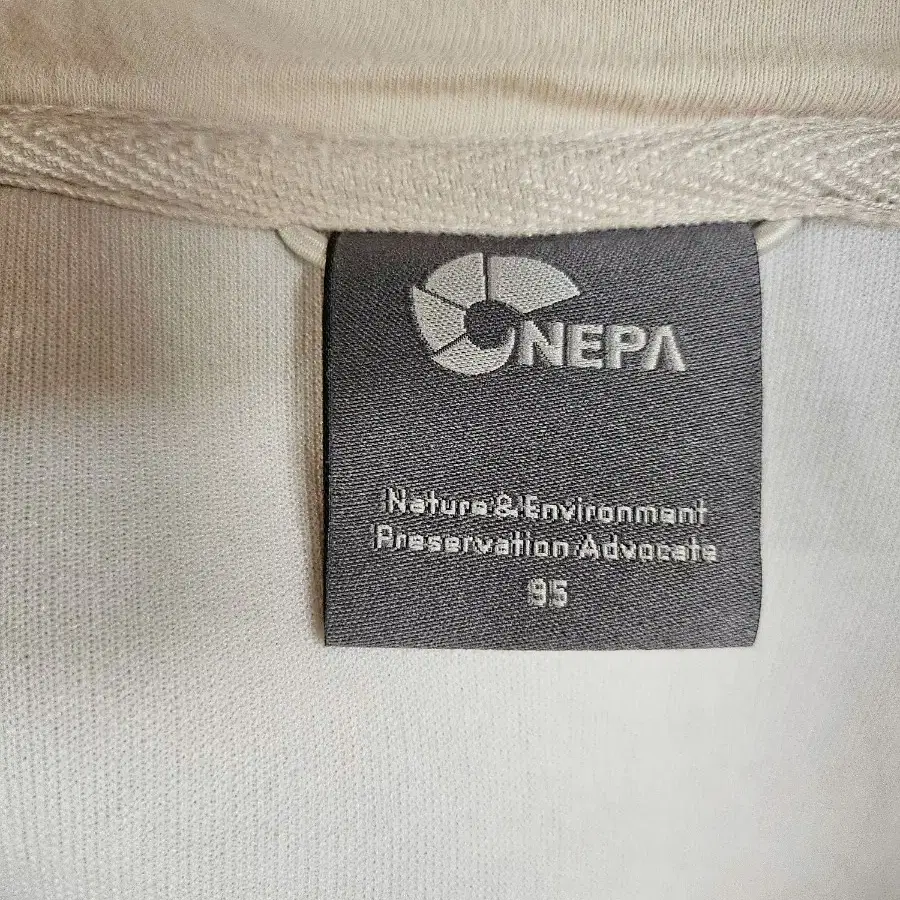 NEPA
Nature & Environment
Preservation Advocate
95